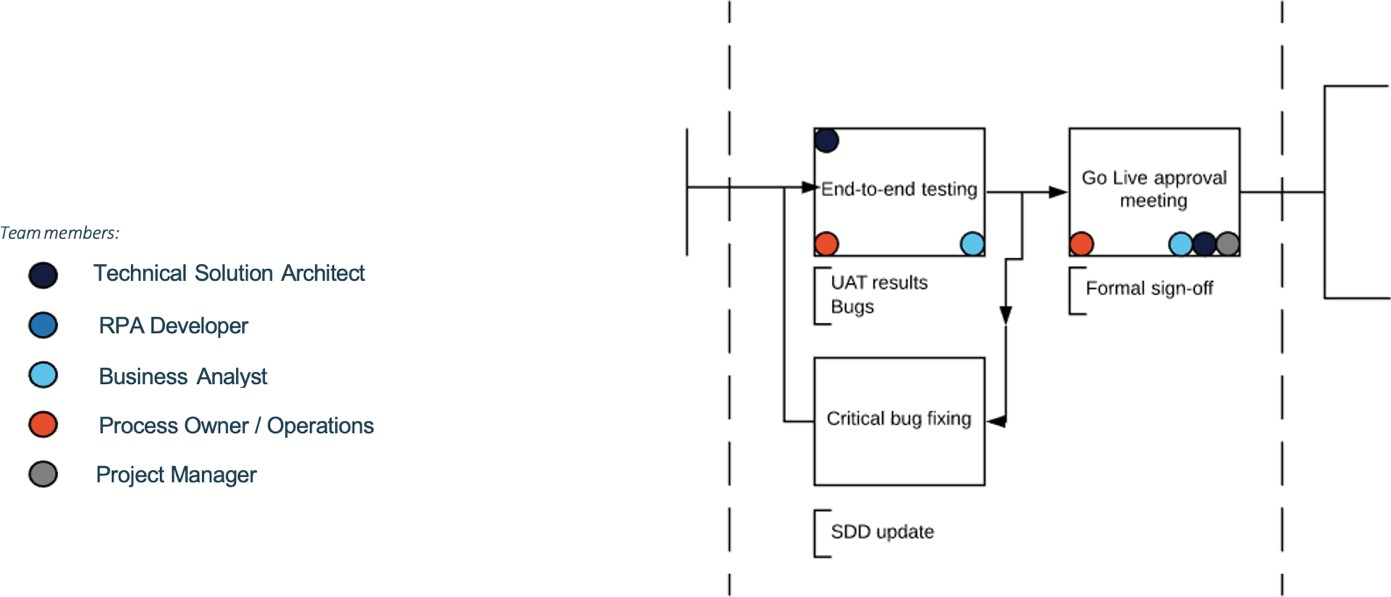 Team members:
Technical Solution Architect
RPA Developer
Business Analyst
Process Owner / Operations
Project Manager
End-to-end testing
UAT results
Bugs
Critical bug fixing
SDD update
Go Live approval
meeting
Formal sign-off